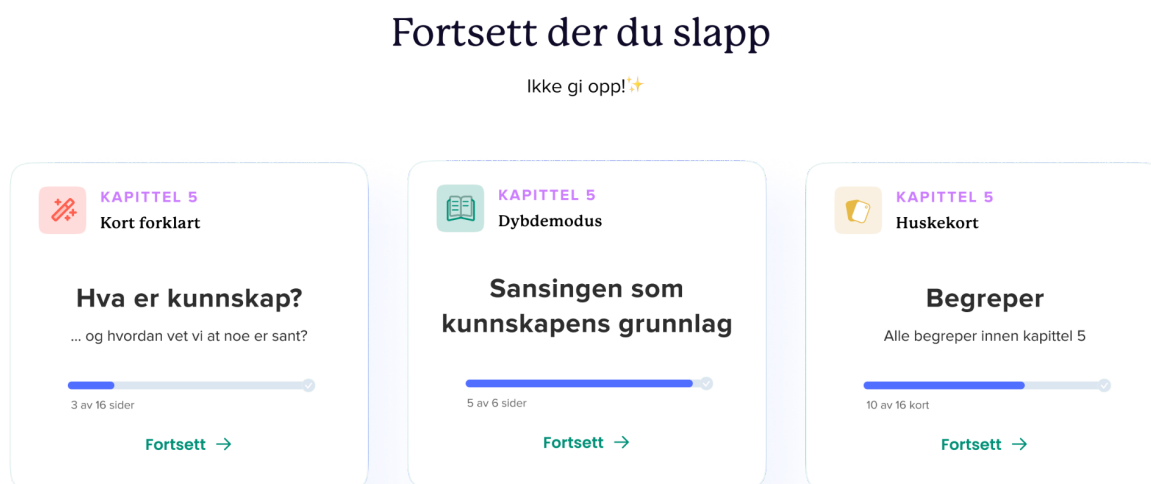 Fortsett der du slapp
Ikke gi opp!✨
KAPITTEL 5
Kort forklart
Hva er kunnskap?
... og hvordan vet vi at noe er sant?
3 av 16 sider
Fortsett →
KAPITTEL 5
Dybdemodus
Sansingen som
kunnskapens grunnlag
5 av 6 sider
Fortsett →
KAPITTEL 5
Huskekort
Begreper
Alle begreper innen kapittel 5
10 av 16 kort
Fortsett →